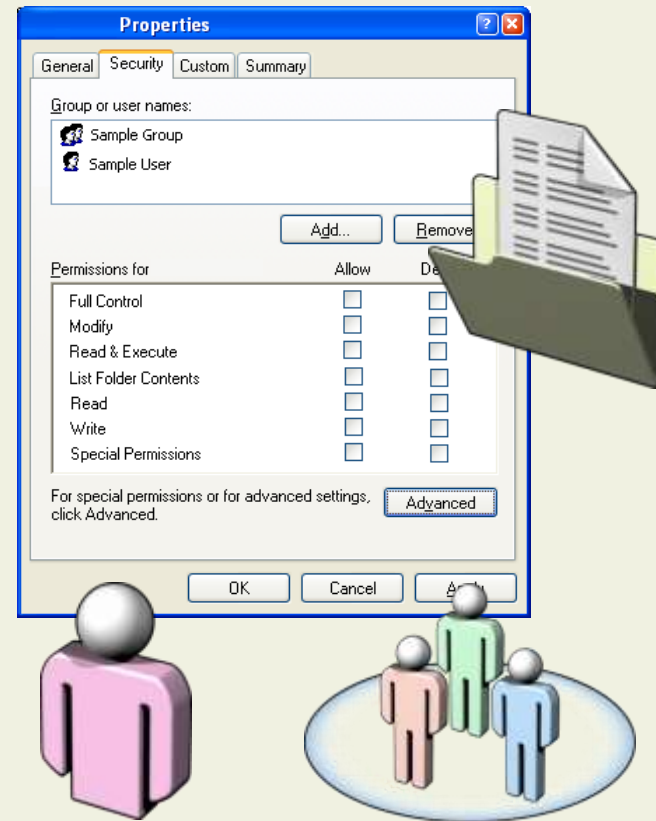 Properties
General Security Custom Summary
Group or user names:
Sample Group
Sample User
Add... Remove
Permissions for Allow
Full Control
Modify
Read & Execute
List Folder Contents
Read
Write
Special Permissions
For special permissions or for advanced settings,
click Advanced.
Advanced
OK Cancel